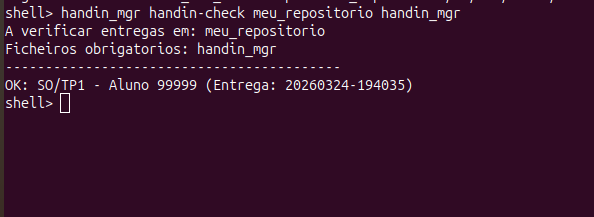 shell> handin_mgr handin-check meu_repositorio handin_mgr
A verificar entregas em: meu_repositorio
Ficheiros obrigatorios: handin_mgr
------------------------------------------
OK: SO/TP1 - Aluno 99999 (Entrega: 20260324-194035)
shell>